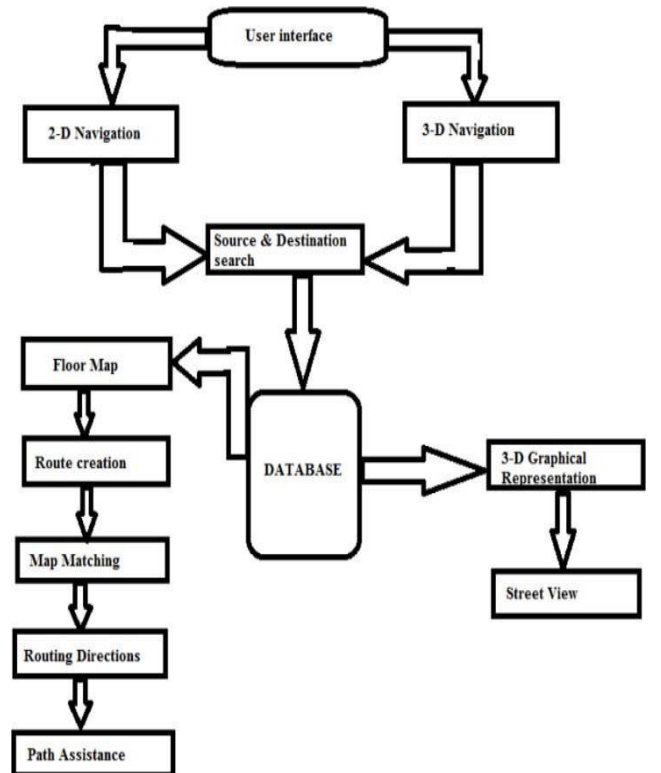 User interface
2-D Navigation
3-D Navigation
Source & Destination
search
Floor Map
Route creation
DATABASE
3-D Graphical
Representation
Map Matching
Street View
Routing Directions
Path Assistance